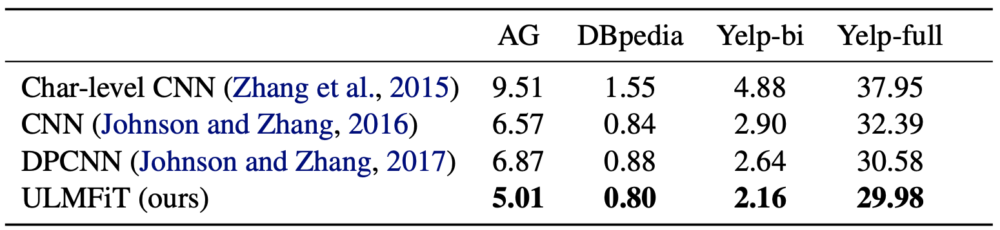 AG DBpedia Yelp-bi Yelp-full
Char-level CNN (Zhang et al., 2015) 9.51 1.55 4.88 37.95
CNN (Johnson and Zhang, 2016) 6.57 0.84 2.90 32.39
DPCNN (Johnson and Zhang, 2017) 6.87 0.88 2.64 30.58
ULMFiT (ours) 5.01 0.80 2.16 29.98